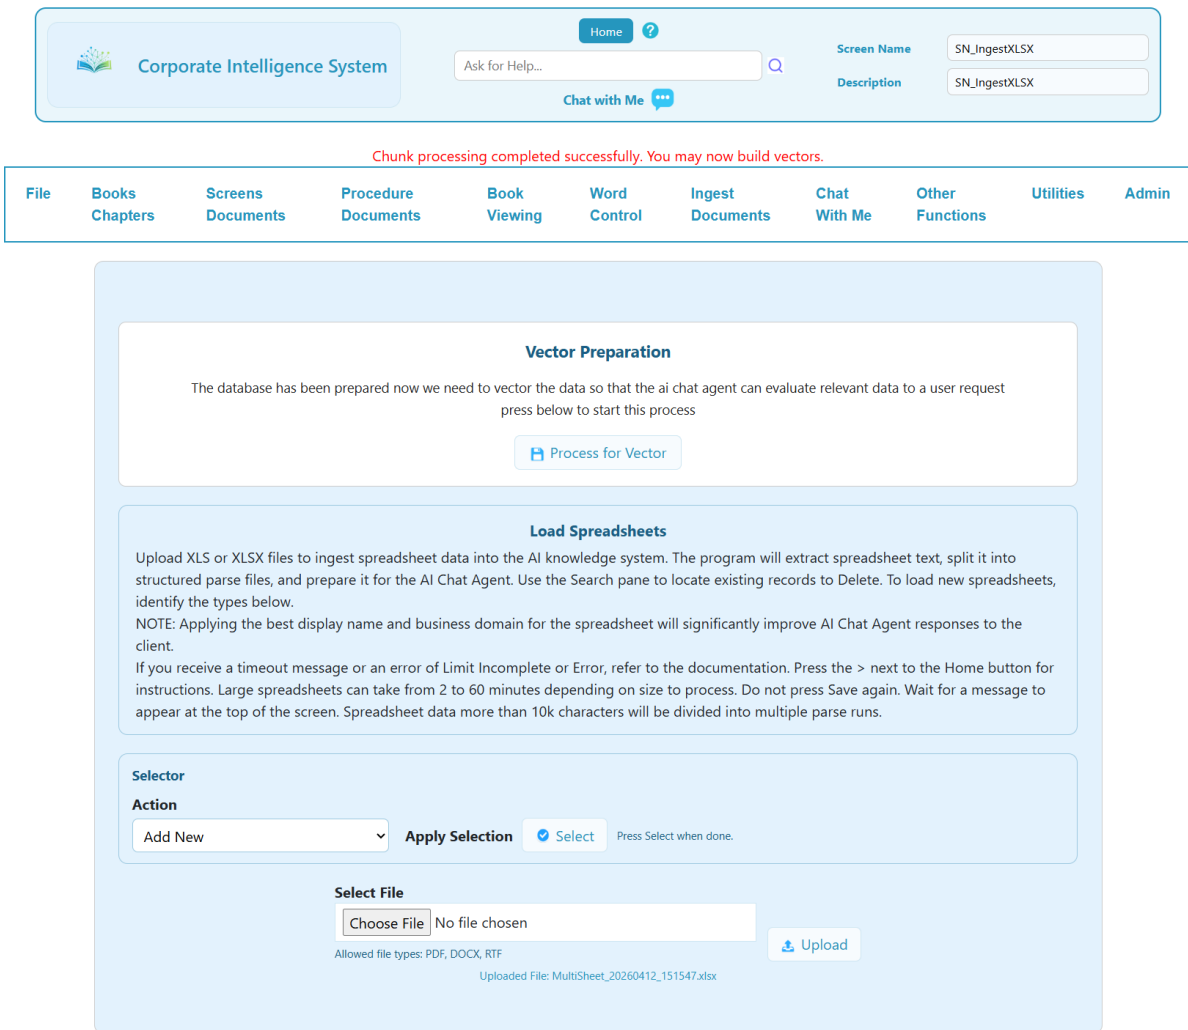 Corporate Intelligence System
Home
?
Ask for Help...
Chat with Me
Screen Name
SN_IngestXLSX
Description
SN_IngestXLSX
Chunk processing completed successfully. You may now build vectors.
File
Books
Chapters
Screens
Documents
Procedure
Documents
Book
Viewing
Word
Control
Ingest
Documents
Chat
With Me
Other
Functions
Utilities
Admin
Vector Preparation
The database has been prepared now we need to vector the data so that the ai chat agent can evaluate relevant data to a user request
press below to start this process
Process for Vector
Load Spreadsheets
Upload XLS or XLSX files to ingest spreadsheet data into the AI knowledge system. The program will extract spreadsheet text, split it into
structured parse files, and prepare it for the AI Chat Agent. Use the Search pane to locate existing records to Delete. To load new spreadsheets,
identify the types below.
NOTE: Applying the best display name and business domain for the spreadsheet will significantly improve AI Chat Agent responses to the
client.
If you receive a timeout message or an error of Limit Incomplete or Error, refer to the documentation. Press the > next to the Home button for
instructions. Large spreadsheets can take from 2 to 60 minutes depending on size to process. Do not press Save again. Wait for a message to
appear at the top of the screen. Spreadsheet data more than 10k characters will be divided into multiple parse runs.
Selector
Action
Add New
Apply Selection
Select
Press Select when done.
Select File
Choose File No file chosen
Upload
Allowed file types: PDF, DOCX, RTF
Uploaded File: MultiSheet_20260412_151547.xlsx